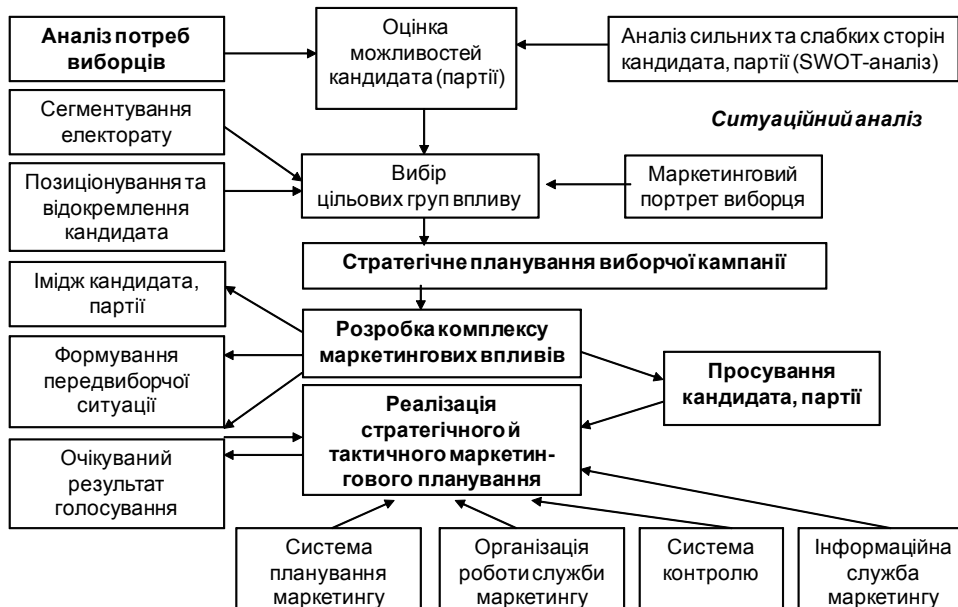 Аналіз потреб
виборців
Оцінка
можливостей
кандидата (партії)
Аналіз сильних та слабких сторін
кандидата, партії (SWOT-аналіз)
Сегментування
електорату
Ситуаційний аналіз
Позиціонування та
відокремлення
кандидата
Вибір
цільових груп впливу
Маркетинговий
портрет виборця
Стратегічне планування виборчої кампанії
Імідж кандидата,
партії
Розробка комплексу
маркетингових впливів
Формування
передвиборчої
ситуації
Просування
кандидата, партії
Реалізація
стратегічного й
тактичного маркетин-
гового планування
Очікуваний
результат
голосування
Система
планування
маркетингу
Організація
роботи служби
маркетингу
Система
контролю
Інформаційна
служба
маркетингу